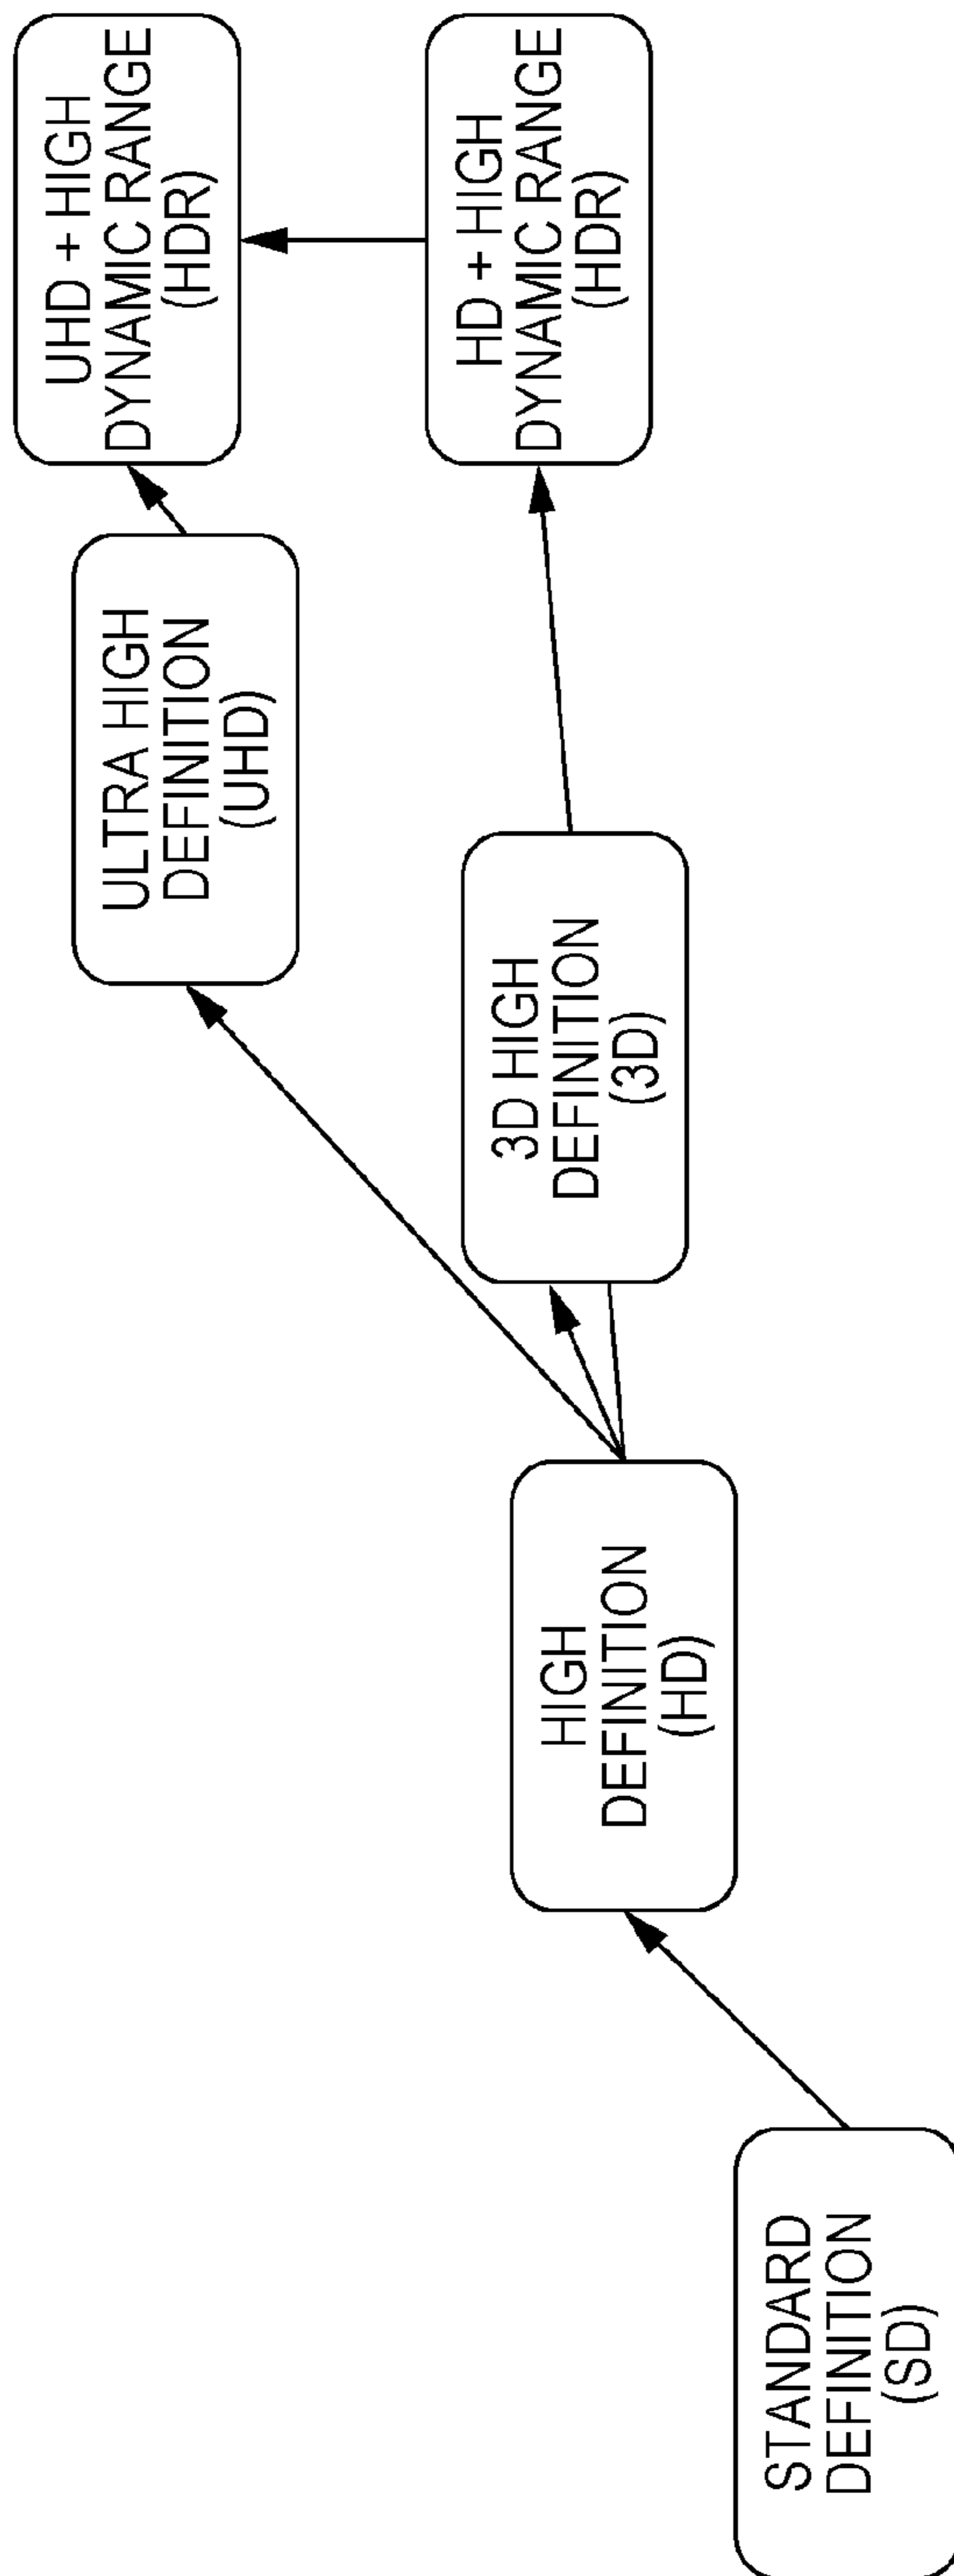 STANDARD
DEFINITION
(SD)
HIGH
DEFINITION
(HD)
3D HIGH
DEFINITION
(3D)
ULTRA HIGH
DEFINITION
(UHD)
UHD + HIGH
DYNAMIC RANGE
(HDR)
HD + HIGH
DYNAMIC RANGE
(HDR)